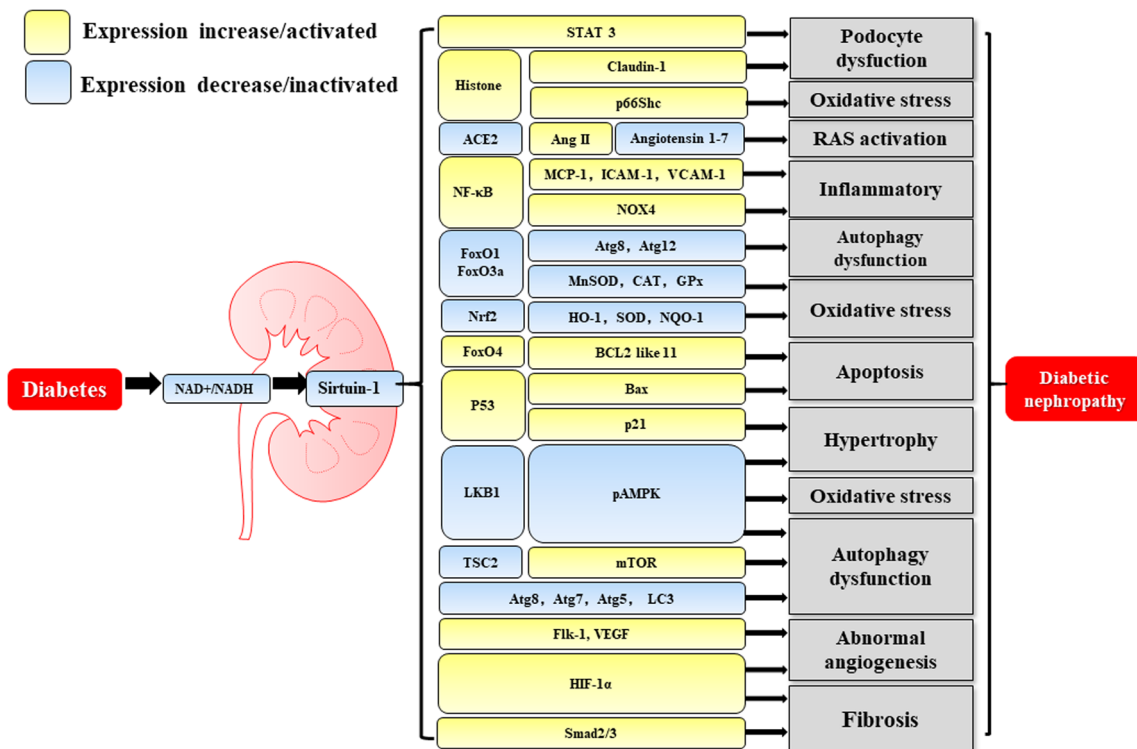 Expression increase/activated
Expression decrease/inactivated
Diabetes
NAD+/NADH
Sirtuin-1
STAT 3
Histone
Claudin-1
p66Shc
ACE2
Ang II
Angiotensin 1-7
NF-κB
MCP-1, ICAM-1, VCAM-1
NOX4
FoxO1
FoxO3a
Atg8, Atg12
MnSOD, CAT, GPx
Nrf2
HO-1, SOD, NQO-1
FoxO4
BCL2 like 11
P53
Bax
p21
LKB1
pAMPK
TSC2
mTOR
Atg8, Atg7, Atg5, LC3
Flk-1, VEGF
HIF-1α
Smad2/3
Podocyte
dysfuction
Oxidative stress
RAS activation
Inflammatory
Autophagy
dysfunction
Oxidative stress
Apoptosis
Hypertrophy
Oxidative stress
Autophagy
dysfunction
Abnormal
angiogenesis
Fibrosis
Diabetic
nephropathy